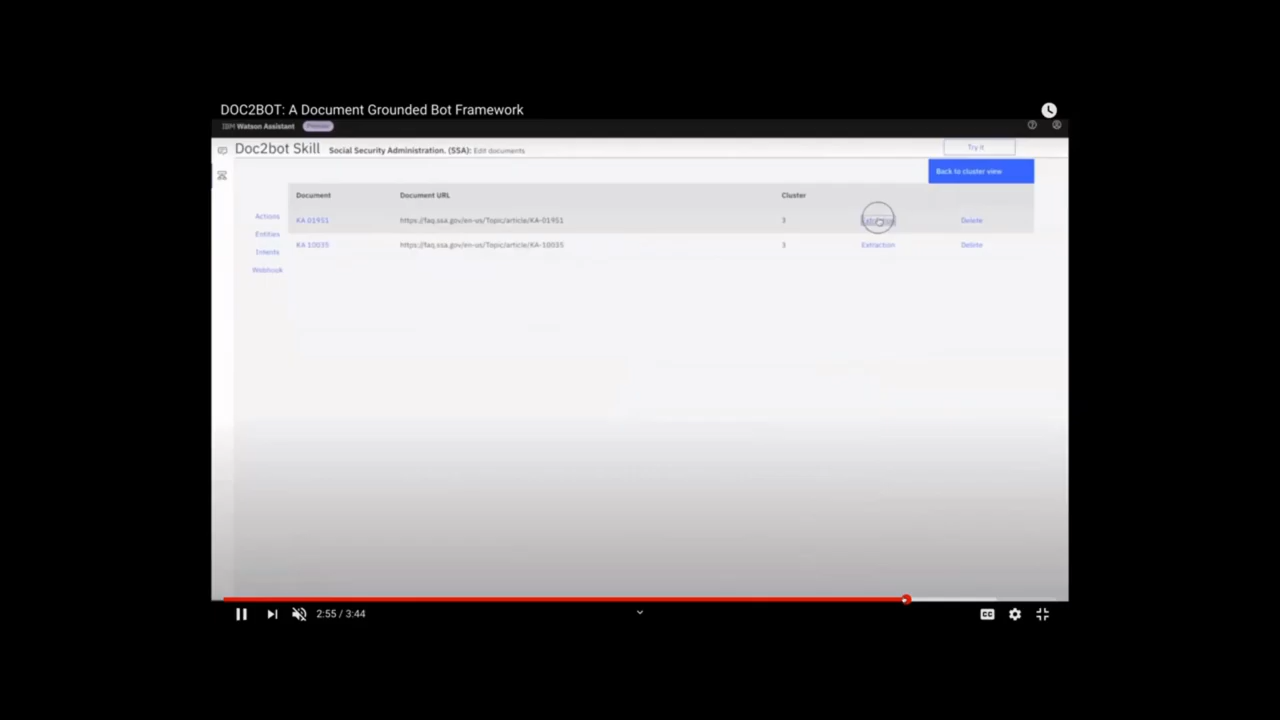 DOC2BOT: A Document Grounded Bot Framework
IBM Watson Assistant
Doc2bot Skill Social Security Administration. (SSA): Edit documents Try it
Back to cluster view
Document Document URL Cluster
Actions
KA 01951 https://faq.ssa.gov/en-us/Topic/article/KA-01951 3 Delete
Entities
KA 10035 https://faq.ssa.gov/en-us/Topic/article/KA-10035 3 Extraction Delete
Intents
Webhook
2:55 / 3:44 CC